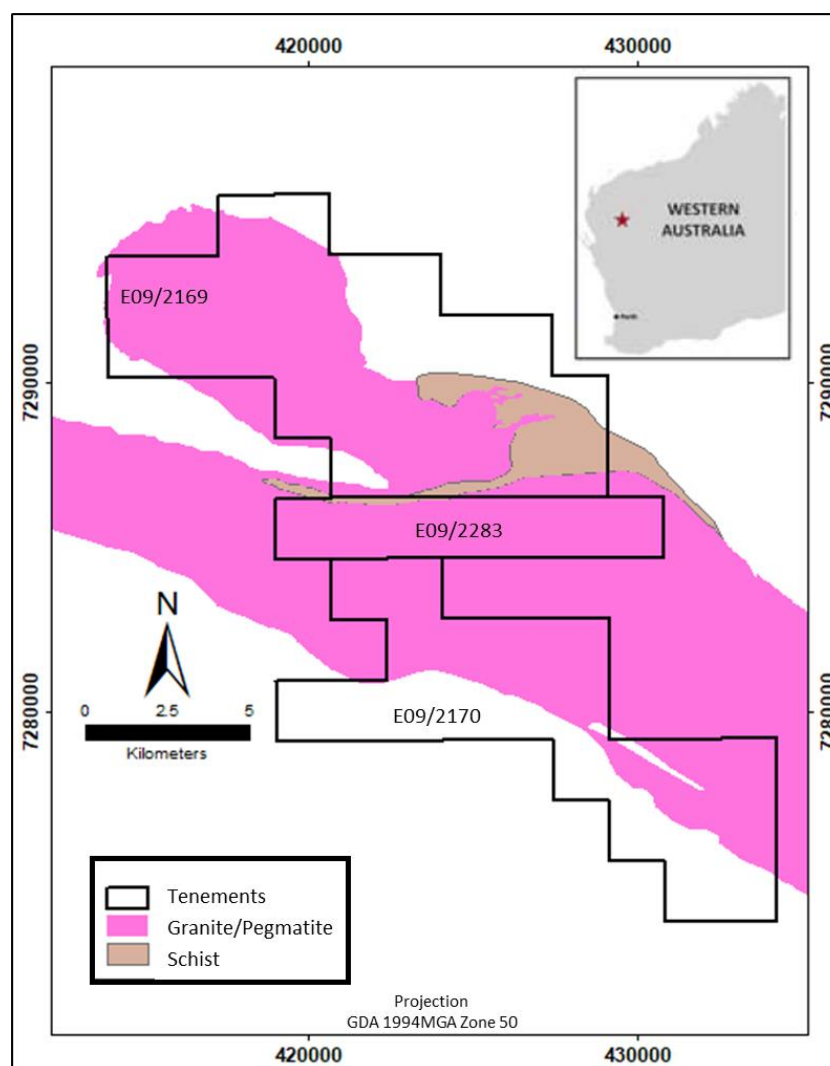 420000
430000
WESTERN
AUSTRALIA
Perth
E09/2169
7290000
7290000
E09/2283
N
0
2.5
5
Kilometers
E09/2170
7280000
7280000
Tenements
Granite/Pegmatite
Schist
Projection
GDA 1994MGA Zone 50
420000
430000